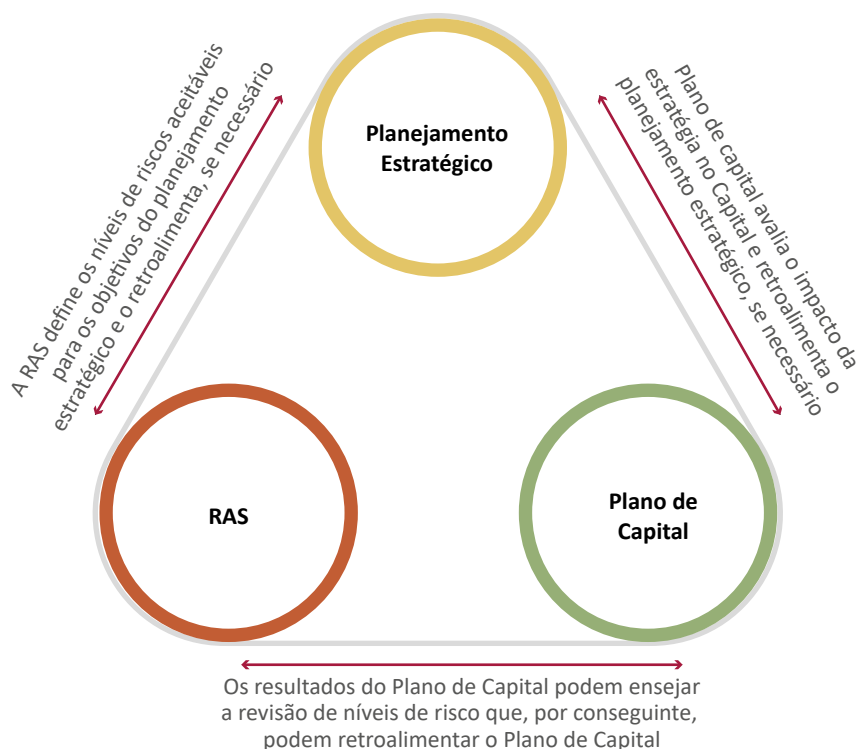 Planejamento
Estratégico
A RAS define os níveis de riscos aceitáveis
para os objetivos do planejamento
estratégico e o retroalimenta, se necessário
Plano de capital avalia o impacto da
estratégia no Capital e retroalimenta o
planejamento estratégico, se necessário
RAS
Plano de
Capital
Os resultados do Plano de Capital podem ensejar
a revisão de níveis de risco que, por conseguinte,
podem retroalimentar o Plano de Capital